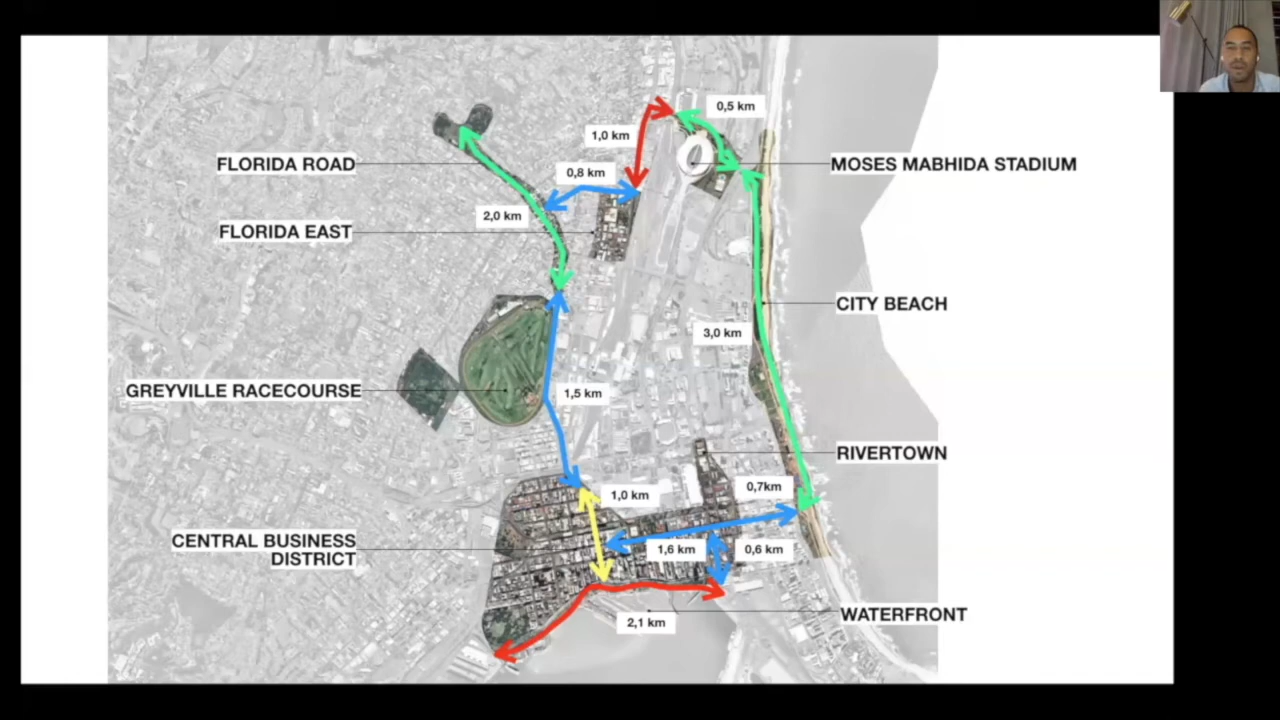 0,5 km
1,0 km
FLORIDA ROAD
MOSES MABHIDA STADIUM
0,8 km
2,0 km
FLORIDA EAST
CITY BEACH
3,0 km
GREYVILLE RACECOURSE
1,5 km
RIVERTOWN
0,7km
1,0 km
CENTRAL BUSINESS
DISTRICT
1,6 km
0,6 km
WATERFRONT
2,1 km